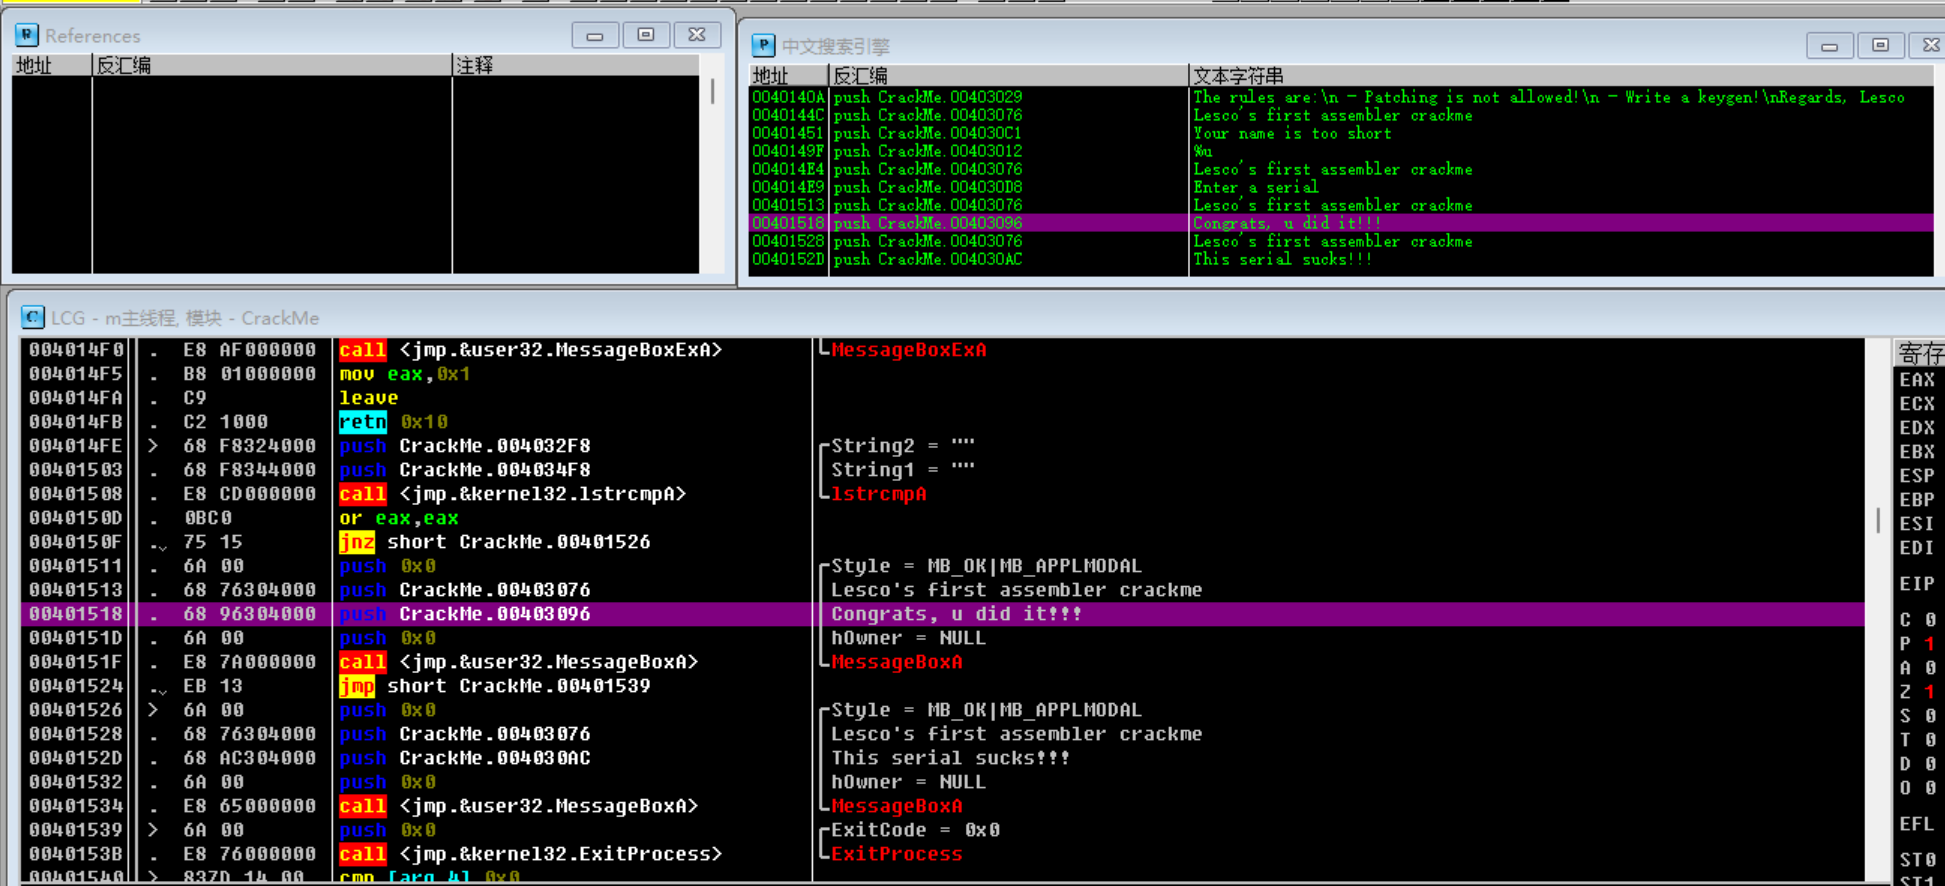 References
地址 反汇编 注释
中文搜索引擎
地址 反汇编 文本字符串
0040140A push CrackMe.00403029 The rules are:\n - Patching is not allowed!\n - Write a keygen!\nRegards, Lesco
0040144C push CrackMe.00403076 Lesco's first assembler crackme
00401451 push CrackMe.004030C1 Your name is too short
0040149F push CrackMe.00403012 %u
004014E4 push CrackMe.00403076 Lesco's first assembler crackme
004014E9 push CrackMe.004030D8 Enter a serial
00401513 push CrackMe.00403076 Lesco's first assembler crackme
00401518 push CrackMe.00403096 Congrats, u did it!!!
00401528 push CrackMe.00403076 Lesco's first assembler crackme
0040152D push CrackMe.004030AC This serial sucks!!!
LCG - m主线程, 模块 - CrackMe
004014F0 . E8 AF000000 call <jmp.&user32.MessageBoxExA> MessageBoxExA
004014F5 . B8 01000000 mov eax,0x1
004014FA . C9 leave
004014FB . C2 1000 retn 0x10
004014FE > 68 F8324000 push CrackMe.004032F8 String2 = ""
00401503 . 68 F8344000 push CrackMe.004034F8 String1 = ""
00401508 . E8 CD000000 call <jmp.&kernel32.lstrcmpA> lstrcmpA
0040150D . 0BC0 or eax,eax
0040150F . 75 15 jnz short CrackMe.00401526
00401511 . 6A 00 push 0x0 Style = MB_OK|MB_APPLMODAL
00401513 . 68 76304000 push CrackMe.00403076 Lesco's first assembler crackme
00401518 . 68 96304000 push CrackMe.00403096 Congrats, u did it!!!
0040151D . 6A 00 push 0x0 hOwner = NULL
0040151F . E8 7A000000 call <jmp.&user32.MessageBoxA> MessageBoxA
00401524 . EB 13 jmp short CrackMe.00401539
00401526 > 6A 00 push 0x0 Style = MB_OK|MB_APPLMODAL
00401528 . 68 76304000 push CrackMe.00403076 Lesco's first assembler crackme
0040152D . 68 AC304000 push CrackMe.004030AC This serial sucks!!!
00401532 . 6A 00 push 0x0 hOwner = NULL
00401534 . E8 65000000 call <jmp.&user32.MessageBoxA> MessageBoxA
00401539 > 6A 00 push 0x0 ExitCode = 0x0
0040153B . E8 76000000 call <jmp.&kernel32.ExitProcess> ExitProcess
00401540 > 837D 14 00 cmp [arg.4],0x0
寄存
EAX
ECX
EDX
EBX
ESP
EBP
ESI
EDI
EIP
C 0
P 1
A 0
Z 1
S 0
T 0
D 0
O 0
EFL
ST0
ST1